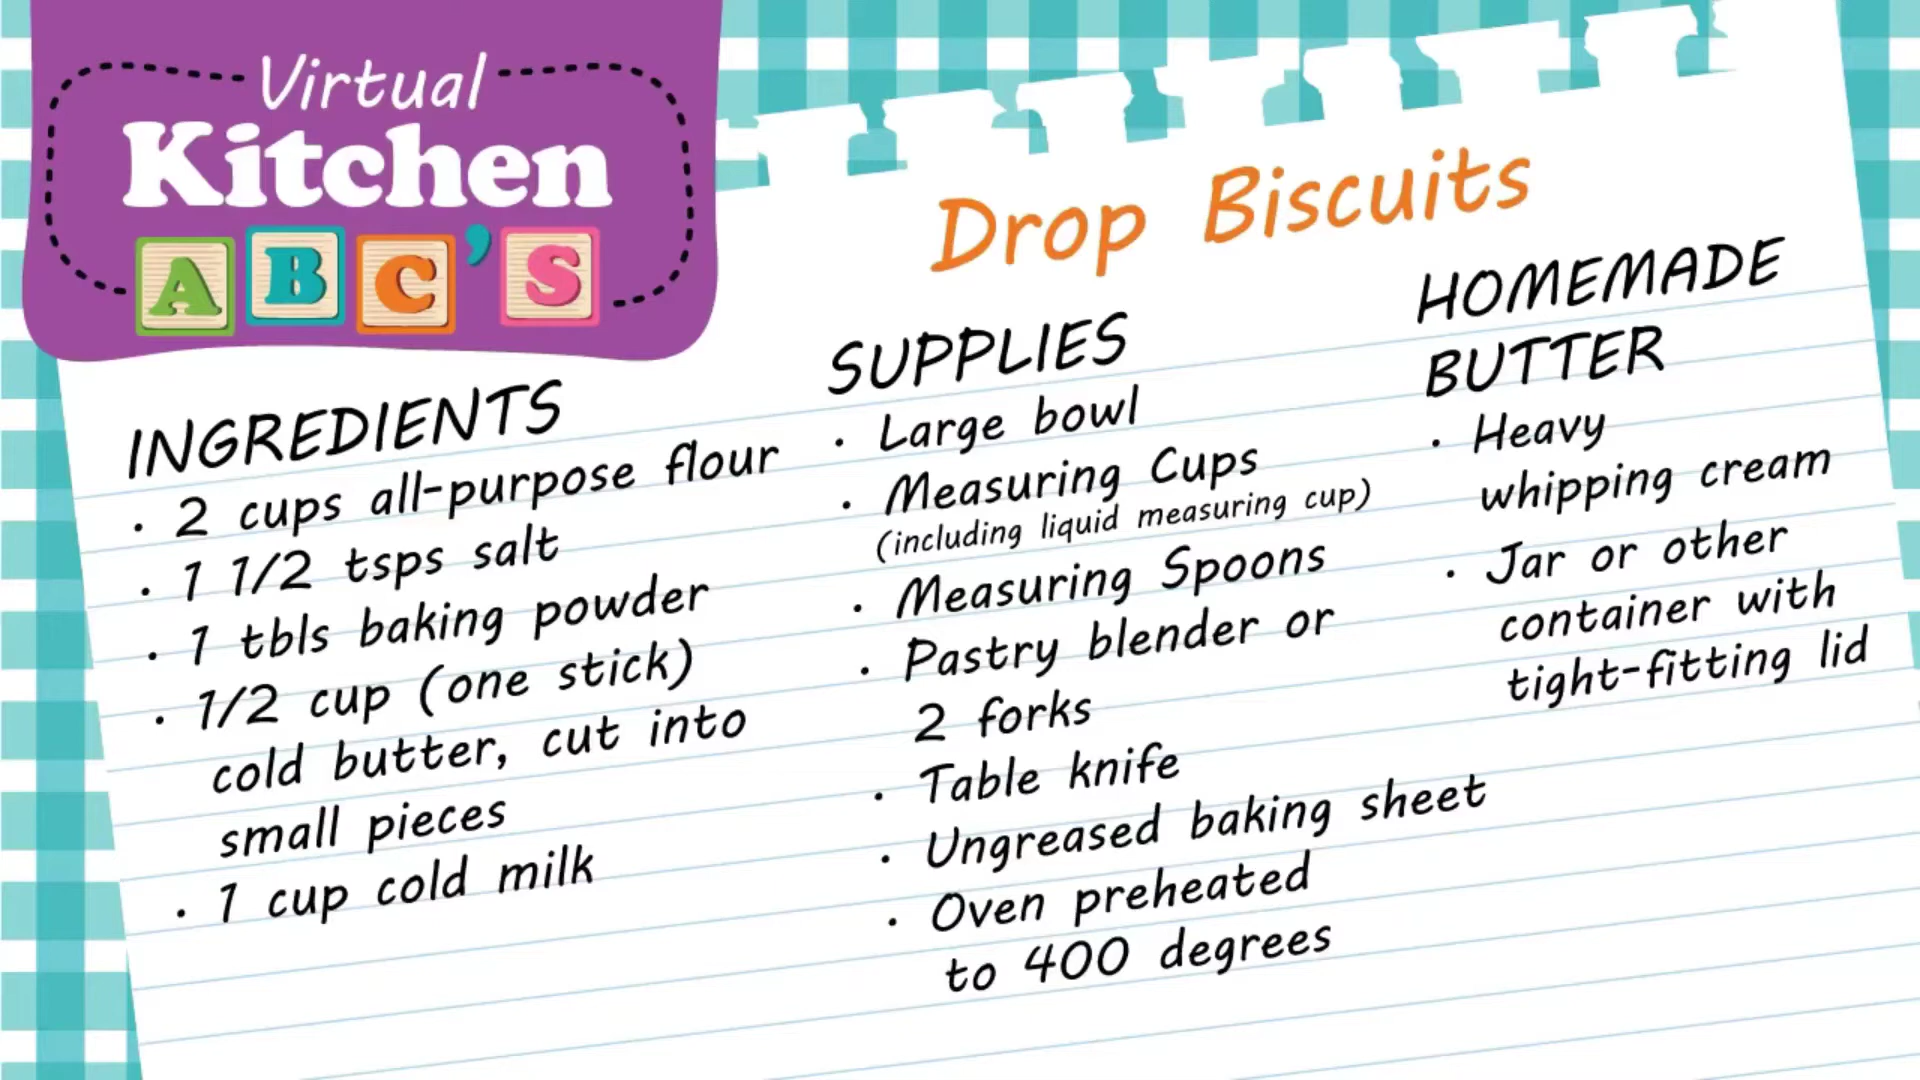 Virtual
Kitchen
ABC'S
Drop Biscuits
INGREDIENTS
· 2 cups all-purpose flour
· 1 1/2 tsps salt
· 1 tbls baking powder
· 1/2 cup (one stick)
cold butter, cut into
small pieces
· 1 cup cold milk
SUPPLIES
· Large bowl
· Measuring Cups
(including liquid measuring cup)
· Measuring Spoons
· Pastry blender or
2 forks
· Table knife
· Ungreased baking sheet
· Oven preheated
to 400 degrees
HOMEMADE
BUTTER
· Heavy
whipping cream
· Jar or other
container with
tight-fitting lid